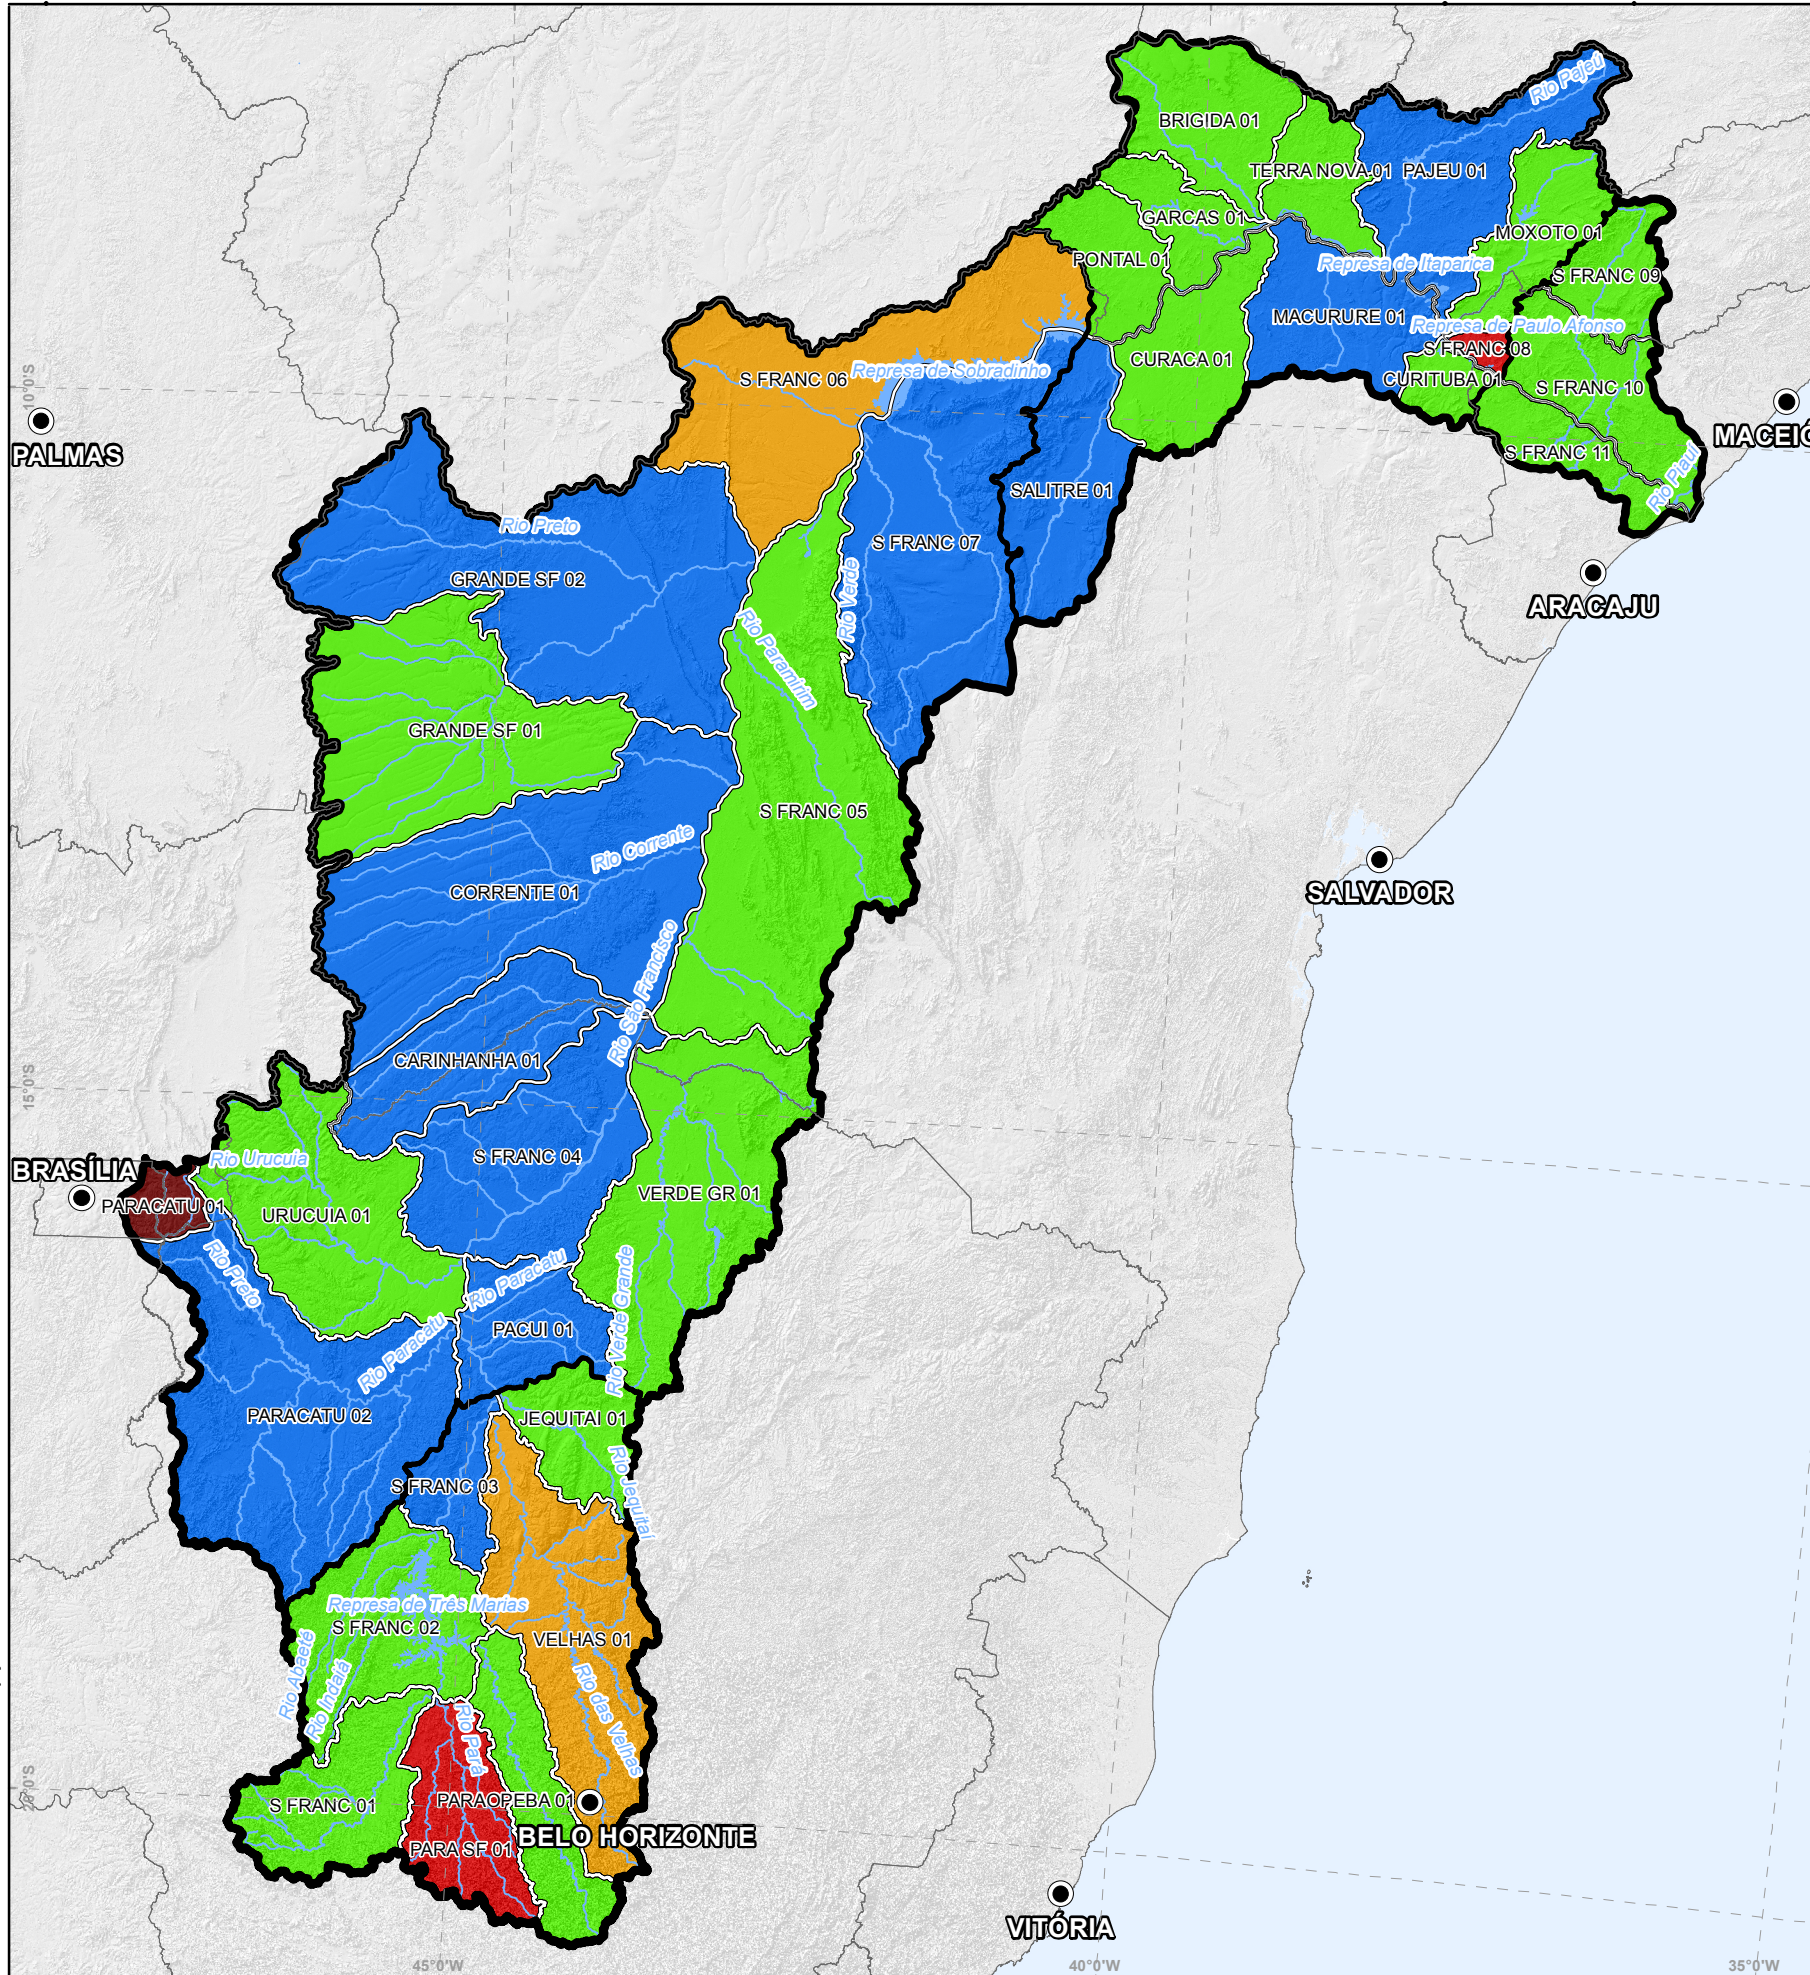 Rio Pajeú
BRIGIDA 01
TERRA NOVA 01
PAJEU 01
GARCAS 01
MOXOTO 01
PONTAL 01
Represa de Itaparica
S FRANC 09
MACURURE 01
Represa de Paulo Afonso
S FRANC 08
CURACA 01
Represa de Sobradinho
S FRANC 06
CURITUBA 01
S FRANC 10
10°0'S
PALMAS
MACEIÓ
S FRANC 11
Rio Piauí
SALITRE 01
Rio Preto
S FRANC 07
GRANDE SF 02
Rio Verde
ARACAJU
Rio Paramirim
GRANDE SF 01
S FRANC 05
Rio Corrente
CORRENTE 01
SALVADOR
Rio São Francisco
CARINHANHA 01
15°0'S
S FRANC 04
Rio Urucuia
BRASÍLIA
PARACATU 01
URUCUIA 01
VERDE GR 01
Rio Preto
Rio Paracatu
Rio Verde Grande
PACUI 01
Rio Paracatu
PARACATU 02
JEQUITAI 01
S FRANC 03
Rio Jequitaí
Represa de Três Marias
S FRANC 02
VELHAS 01
Rio Abaeté
Rio Indaiá
Rio das Velhas
Rio Pará
20°0'S
S FRANC 01
PARAOPEBA 01
BELO HORIZONTE
PARA SF 01
VITÓRIA
45°0'W
40°0'W
35°0'W